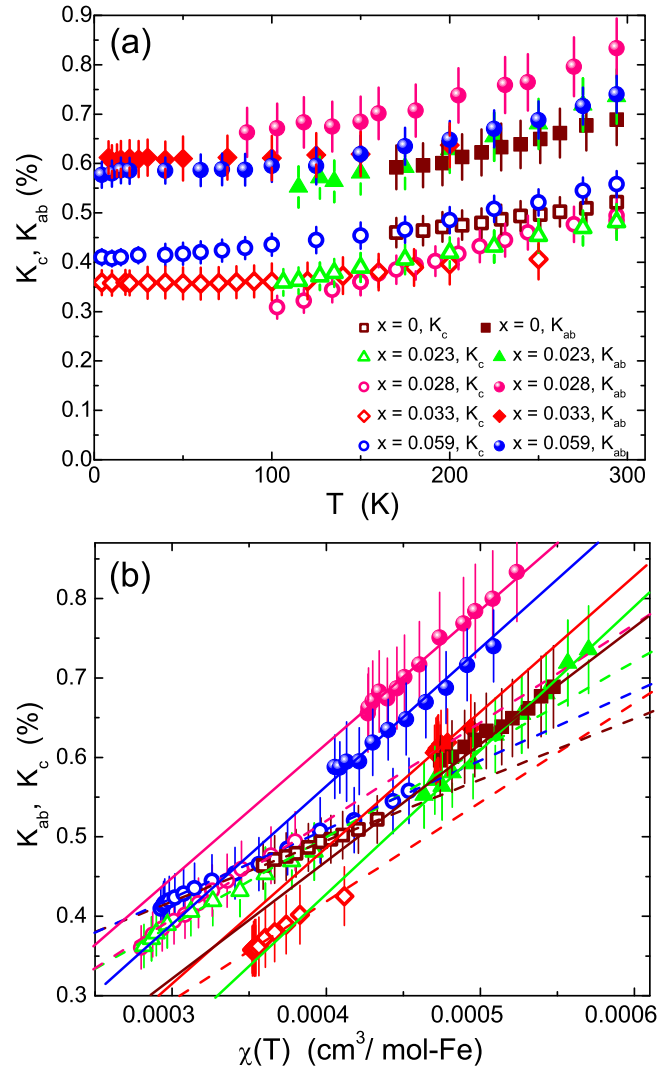 (a)
0.9
0.8
0.7
0.6
0.5
0.4
0.3
0.2
0.1
0.0
K_c, K_ab (%)
x = 0, K_c x = 0, K_ab
x = 0.023, K_c x = 0.023, K_ab
x = 0.028, K_c x = 0.028, K_ab
x = 0.033, K_c x = 0.033, K_ab
x = 0.059, K_c x = 0.059, K_ab
0 100 200 300
T (K)
(b)
0.8
0.7
0.6
0.5
0.4
0.3
K_ab, K_c (%)
0.0003 0.0004 0.0005 0.0006
χ(T) (cm³/ mol-Fe)